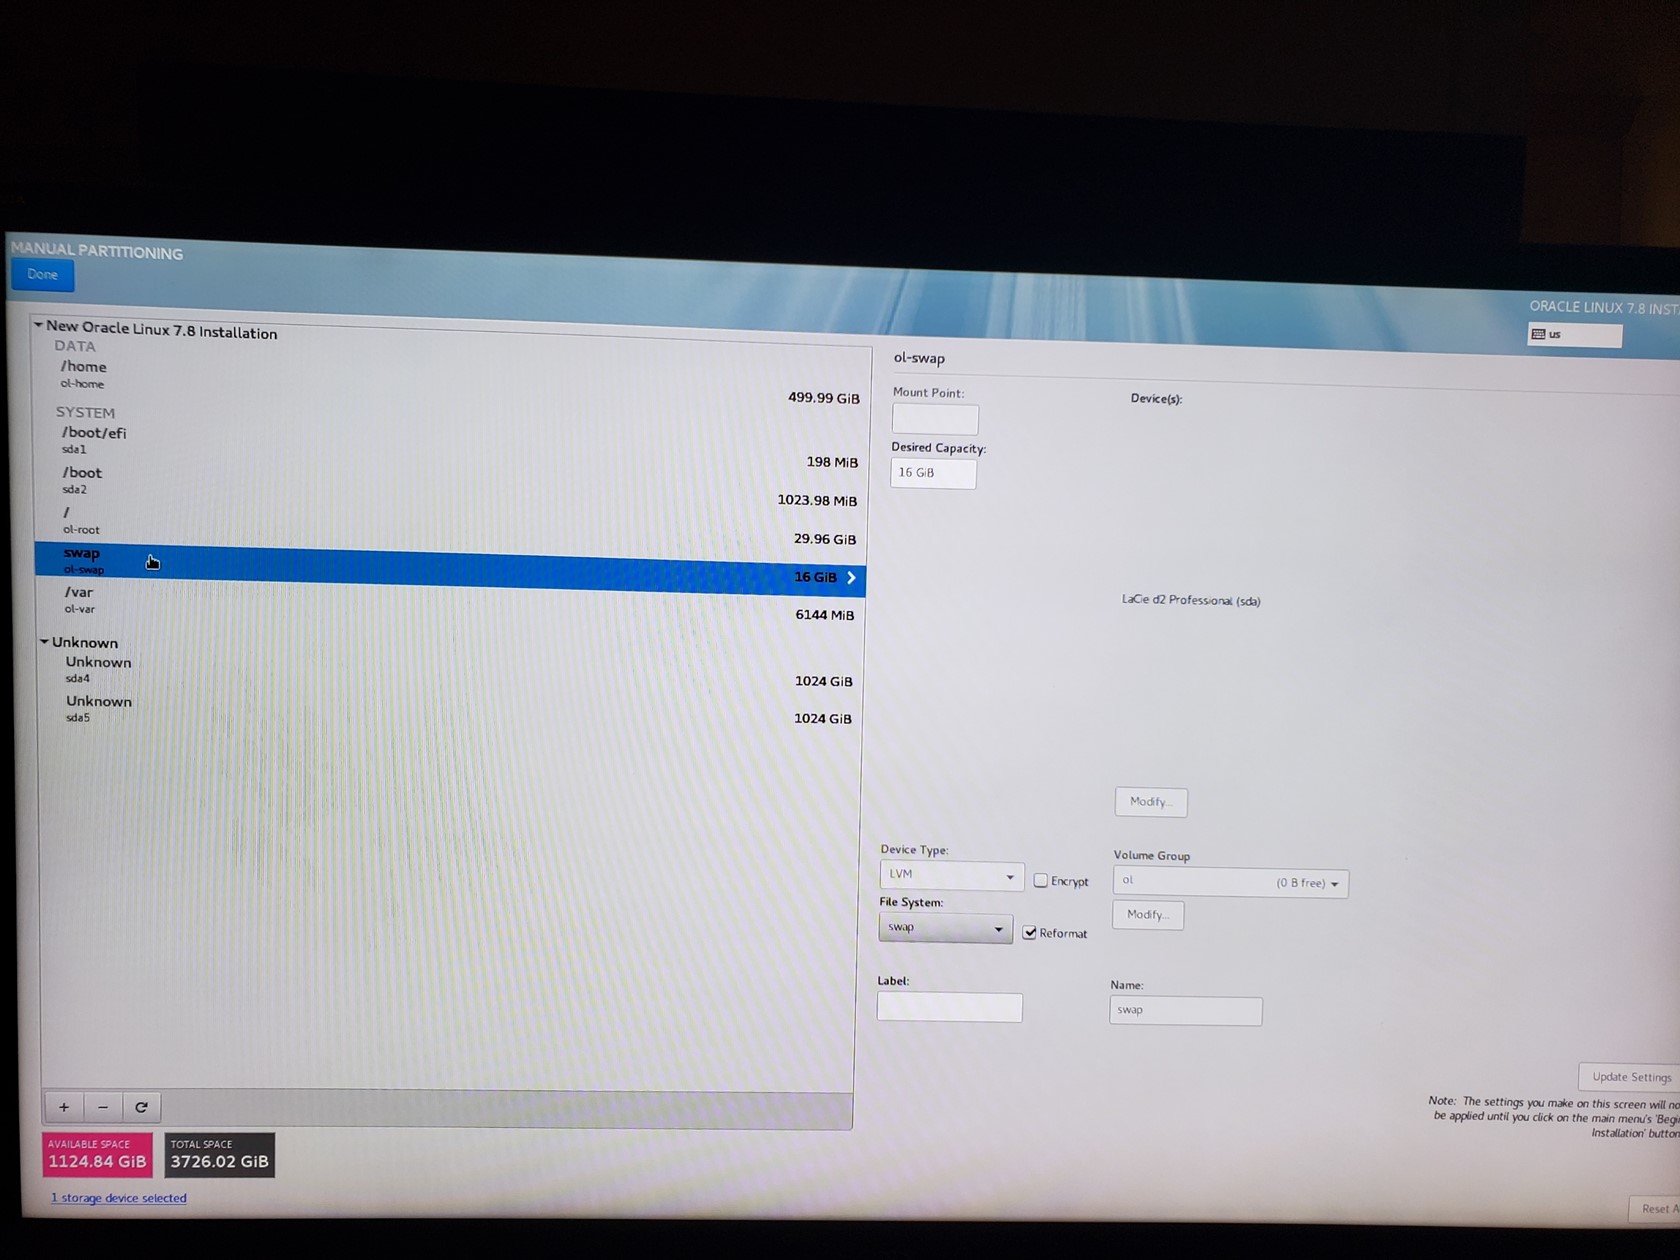 MANUAL PARTITIONING
Done
ORACLE LINUX 7.8 INST
us
New Oracle Linux 7.8 Installation
DATA
/home
ol-home
499.99 GiB
SYSTEM
/boot/efi
sda1
198 MiB
/boot
sda2
1023.98 MiB
/
ol-root
29.96 GiB
swap
ol-swap
16 GiB
/var
ol-var
6144 MiB
Unknown
Unknown
sda4
1024 GiB
Unknown
sda5
1024 GiB
+ −
AVAILABLE SPACE
1124.84 GiB
TOTAL SPACE
3726.02 GiB
1 storage device selected
ol-swap
Mount Point:
Device(s):
Desired Capacity:
16 GiB
LaCie d2 Professional (sda)
Modify...
Device Type:
LVM
Encrypt
Volume Group
ol (0 B free)
File System:
swap
Reformat
Modify...
Label:
Name:
swap
Update Settings
Note: The settings you make on this screen will no
be applied until you click on the main menu's 'Begi
Installation' button
Reset A